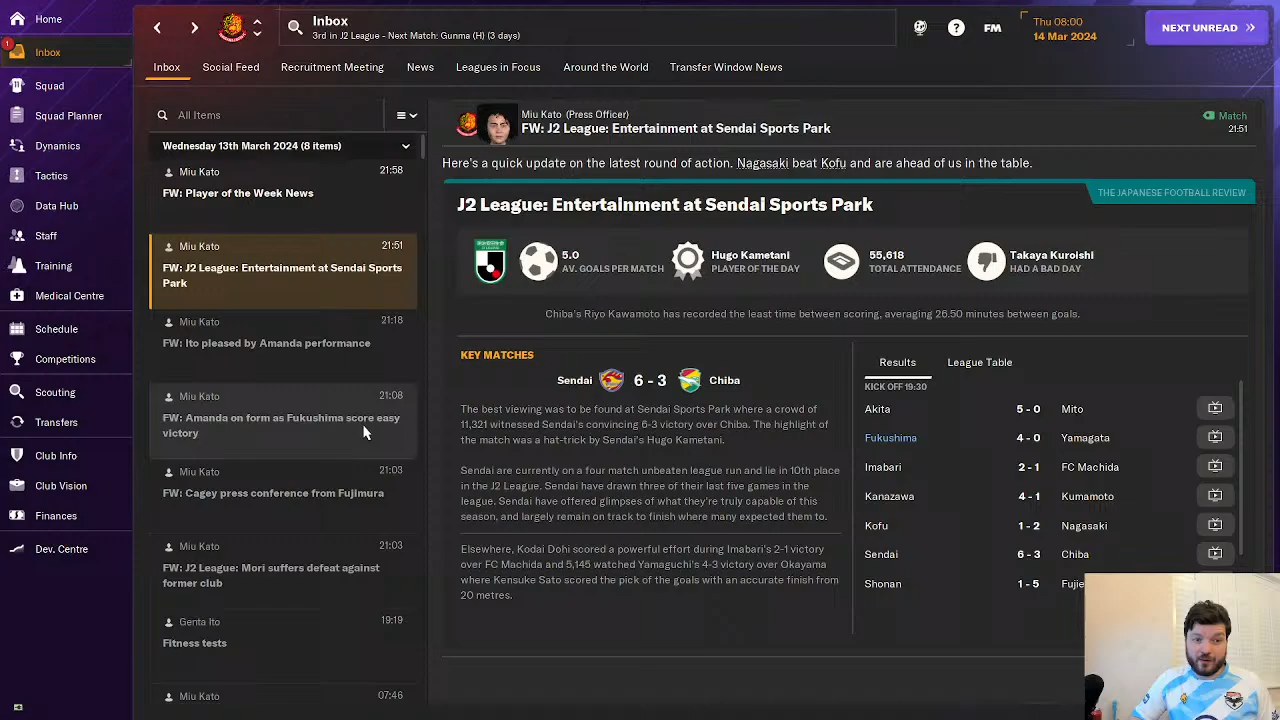 Home
1
Inbox
Squad
Squad Planner
Dynamics
Tactics
Data Hub
Staff
Training
Medical Centre
Schedule
Competitions
Scouting
Transfers
Club Info
Club Vision
Finances
Dev. Centre
Inbox
3rd in J2 League - Next Match: Gunma (H) (3 days)
?
FM
Thu 08:00
14 Mar 2024
NEXT UNREAD
Inbox
Social Feed
Recruitment Meeting
News
Leagues in Focus
Around the World
Transfer Window News
All Items
Wednesday 13th March 2024 (8 items)
Miu Kato 21:58
FW: Player of the Week News
Miu Kato 21:51
FW: J2 League: Entertainment at Sendai Sports
Park
Miu Kato 21:18
FW: Ito pleased by Amanda performance
Miu Kato 21:08
FW: Amanda on form as Fukushima score easy
victory
Miu Kato 21:03
FW: Cagey press conference from Fujimura
Miu Kato 21:03
FW: J2 League: Mori suffers defeat against
former club
Genta Ito 19:19
Fitness tests
Miu Kato 07:46
Miu Kato (Press Officer)
FW: J2 League: Entertainment at Sendai Sports Park
Match
21:51
Here's a quick update on the latest round of action. Nagasaki beat Kofu and are ahead of us in the table.
THE JAPANESE FOOTBALL REVIEW
J2 League: Entertainment at Sendai Sports Park
5.0
AV. GOALS PER MATCH
Hugo Kametani
PLAYER OF THE DAY
55,618
TOTAL ATTENDANCE
Takaya Kuroishi
HAD A BAD DAY
Chiba's Riyo Kawamoto has recorded the least time between scoring, averaging 26.50 minutes between goals.
KEY MATCHES
Sendai 6 - 3 Chiba
The best viewing was to be found at Sendai Sports Park where a crowd of
11,321 witnessed Sendai's convincing 6-3 victory over Chiba. The highlight of
the match was a hat-trick by Sendai's Hugo Kametani.
Sendai are currently on a four match unbeaten league run and lie in 10th place
in the J2 League. Sendai have drawn three of their last five games in the
league. Sendai have offered glimpses of what they're truly capable of this
season, and largely remain on track to finish where many expected them to.
Elsewhere, Kodai Dohi scored a powerful effort during Imabari's 2-1 victory
over FC Machida and 5,145 watched Yamaguchi's 4-3 victory over Okayama
where Kensuke Sato scored the pick of the goals with an accurate finish from
20 metres.
Results
League Table
KICK OFF 19:30
Akita 5 - 0 Mito
Fukushima 4 - 0 Yamagata
Imabari 2 - 1 FC Machida
Kanazawa 4 - 1 Kumamoto
Kofu 1 - 2 Nagasaki
Sendai 6 - 3 Chiba
Shonan 1 - 5 Fujie